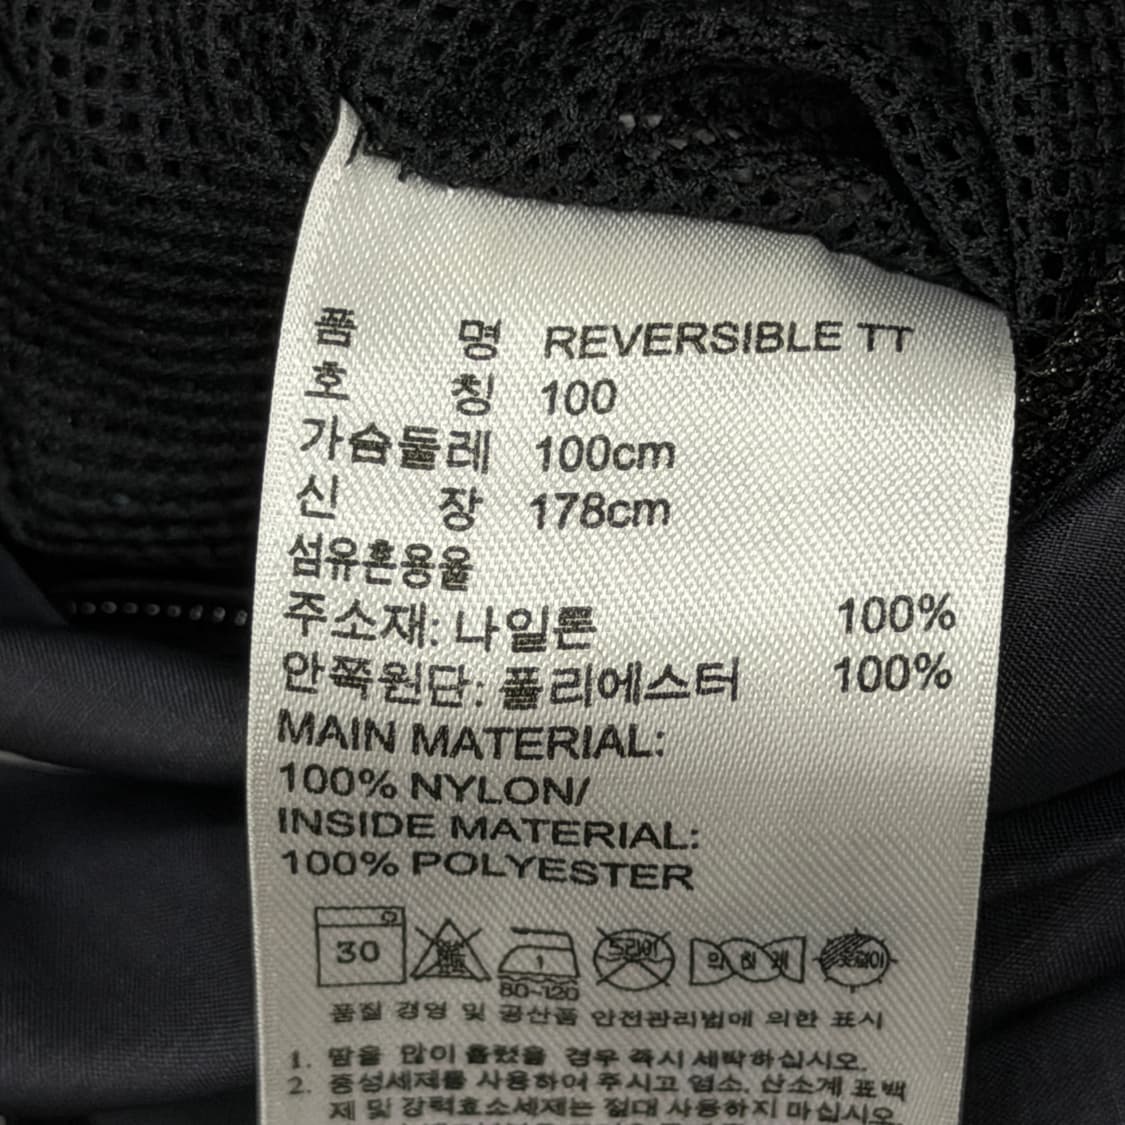 품 명 REVERSIBLE TT
호 칭 100
가슴둘레 100cm
신 장 178cm
섬유혼용율
주소재: 나일론 100%
안쪽원단: 폴리에스터 100%
MAIN MATERIAL:
100% NYLON/
INSIDE MATERIAL:
100% POLYESTER
30 드라이 옷걸이
80~120
품질 경영 및 공산품 안전관리법에 의한 표시
1. 땀을 많이 흘렸을 경우 즉시 세탁하십시오.
2. 중성세제를 사용하여 주시고 염소, 산소계 표백
제 및 강력효소세제는 절대 사용하지 마십시오.